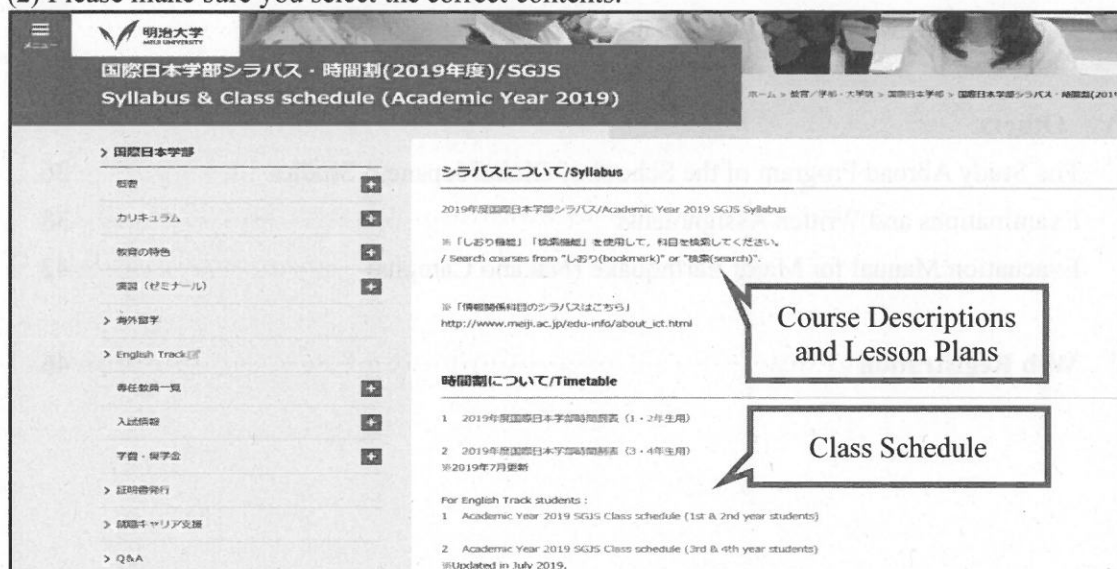 (2) Please make sure you select the correct contents.
メニュー
明治大学
MEIJI UNIVERSITY
国際日本学部シラバス・時間割(2019年度)/SGJS
Syllabus & Class schedule (Academic Year 2019)
ホーム > 教育/学部・大学院 > 国際日本学部 > 国際日本学部シラバス・時間割(201
> 国際日本学部
概要
カリキュラム
教育の特色
演習(ゼミナール)
> 海外留学
> English Track
専任教員一覧
入試情報
学費・奨学金
> 証明書発行
> 就職キャリア支援
> Q&A
シラバスについて/Syllabus
2019年度国際日本学部シラバス/Academic Year 2019 SGJS Syllabus
※「しおり機能」「検索機能」を使用して,科目を検索してください。
/ Search courses from "しおり(bookmark)" or "検索(search)".
※「情報関係科目のシラバスはこちら」
http://www.meiji.ac.jp/edu-info/about_ict.html
Course Descriptions
and Lesson Plans
時間割について/Timetable
1 2019年度国際日本学部時間割表(1・2年生用)
2 2019年度国際日本学部時間割表(3・4年生用)
※2019年7月更新
Class Schedule
For English Track students :
1 Academic Year 2019 SGJS Class schedule (1st & 2nd year students)
2 Academic Year 2019 SGJS Class schedule (3rd & 4th year students)
※Updated in July 2019.